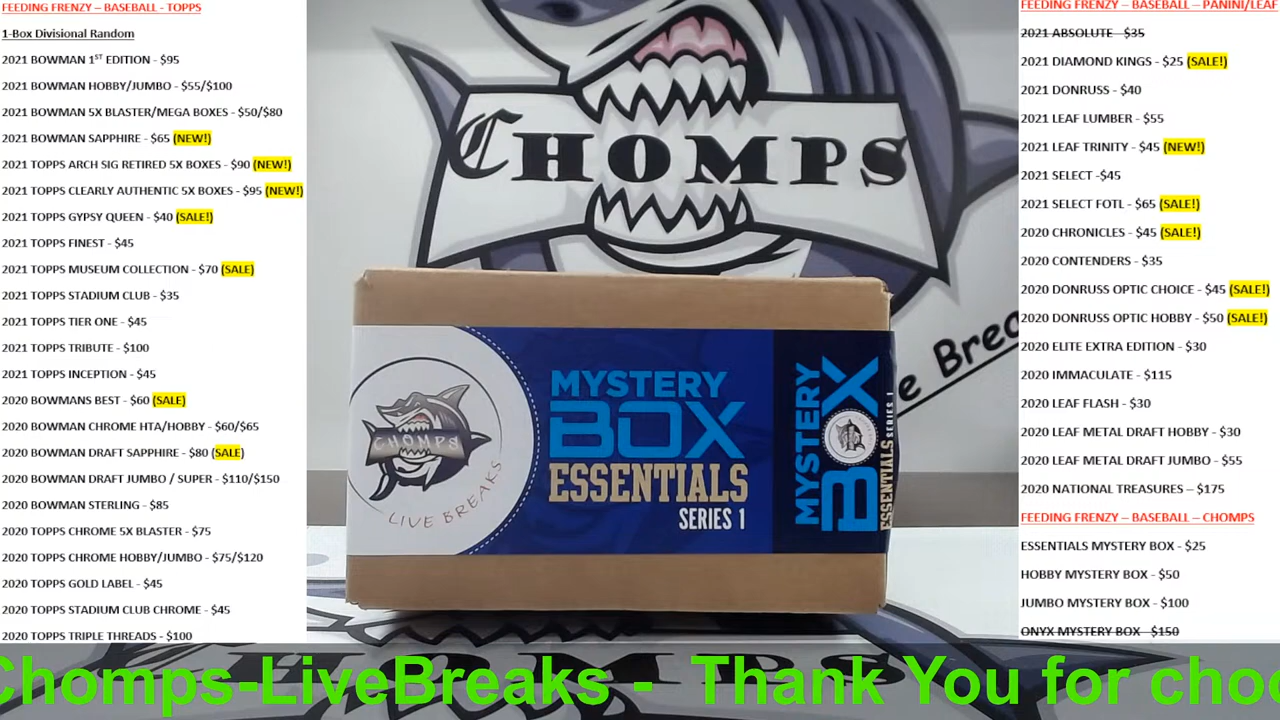 FEEDING FRENZY – BASEBALL - TOPPS
1-Box Divisional Random
2021 BOWMAN 1ST EDITION - $95
2021 BOWMAN HOBBY/JUMBO - $55/$100
2021 BOWMAN 5X BLASTER/MEGA BOXES - $50/$80
2021 BOWMAN SAPPHIRE - $65 (NEW!)
2021 TOPPS ARCH SIG RETIRED 5X BOXES - $90 (NEW!)
2021 TOPPS CLEARLY AUTHENTIC 5X BOXES - $95 (NEW!)
2021 TOPPS GYPSY QUEEN - $40 (SALE!)
2021 TOPPS FINEST - $45
2021 TOPPS MUSEUM COLLECTION - $70 (SALE)
2021 TOPPS STADIUM CLUB - $35
2021 TOPPS TIER ONE - $45
2021 TOPPS TRIBUTE - $100
2021 TOPPS INCEPTION - $45
2020 BOWMANS BEST - $60 (SALE)
2020 BOWMAN CHROME HTA/HOBBY - $60/$65
2020 BOWMAN DRAFT SAPPHIRE - $80 (SALE)
2020 BOWMAN DRAFT JUMBO / SUPER - $110/$150
2020 BOWMAN STERLING - $85
2020 TOPPS CHROME 5X BLASTER - $75
2020 TOPPS CHROME HOBBY/JUMBO - $75/$120
2020 TOPPS GOLD LABEL - $45
2020 TOPPS STADIUM CLUB CHROME - $45
2020 TOPPS TRIPLE THREADS - $100
CHOMPS
e Brea
CHOMPS
LIVE BREAKS
MYSTERY
BOX
ESSENTIALS
SERIES 1
MYSTERY
BOX
ESSENTIALS SERIES 1
FEEDING FRENZY – BASEBALL – PANINI/LEAF
2021 ABSOLUTE - $35
2021 DIAMOND KINGS - $25 (SALE!)
2021 DONRUSS - $40
2021 LEAF LUMBER - $55
2021 LEAF TRINITY - $45 (NEW!)
2021 SELECT -$45
2021 SELECT FOTL - $65 (SALE!)
2020 CHRONICLES - $45 (SALE!)
2020 CONTENDERS - $35
2020 DONRUSS OPTIC CHOICE - $45 (SALE!)
2020 DONRUSS OPTIC HOBBY - $50 (SALE!)
2020 ELITE EXTRA EDITION - $30
2020 IMMACULATE - $115
2020 LEAF FLASH - $30
2020 LEAF METAL DRAFT HOBBY - $30
2020 LEAF METAL DRAFT JUMBO - $55
2020 NATIONAL TREASURES – $175
FEEDING FRENZY – BASEBALL – CHOMPS
ESSENTIALS MYSTERY BOX - $25
HOBBY MYSTERY BOX - $50
JUMBO MYSTERY BOX - $100
ONYX MYSTERY BOX - $150
CHOMPS
Chomps-LiveBreaks - Thank You for choo